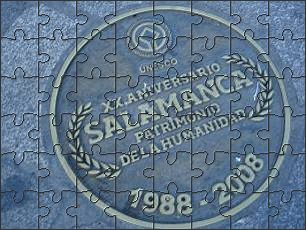 UNESCO
XX ANIVERSARIO
SALAMANCA
PATRIMONIO
DE LA HUMANIDAD
1988 - 2008